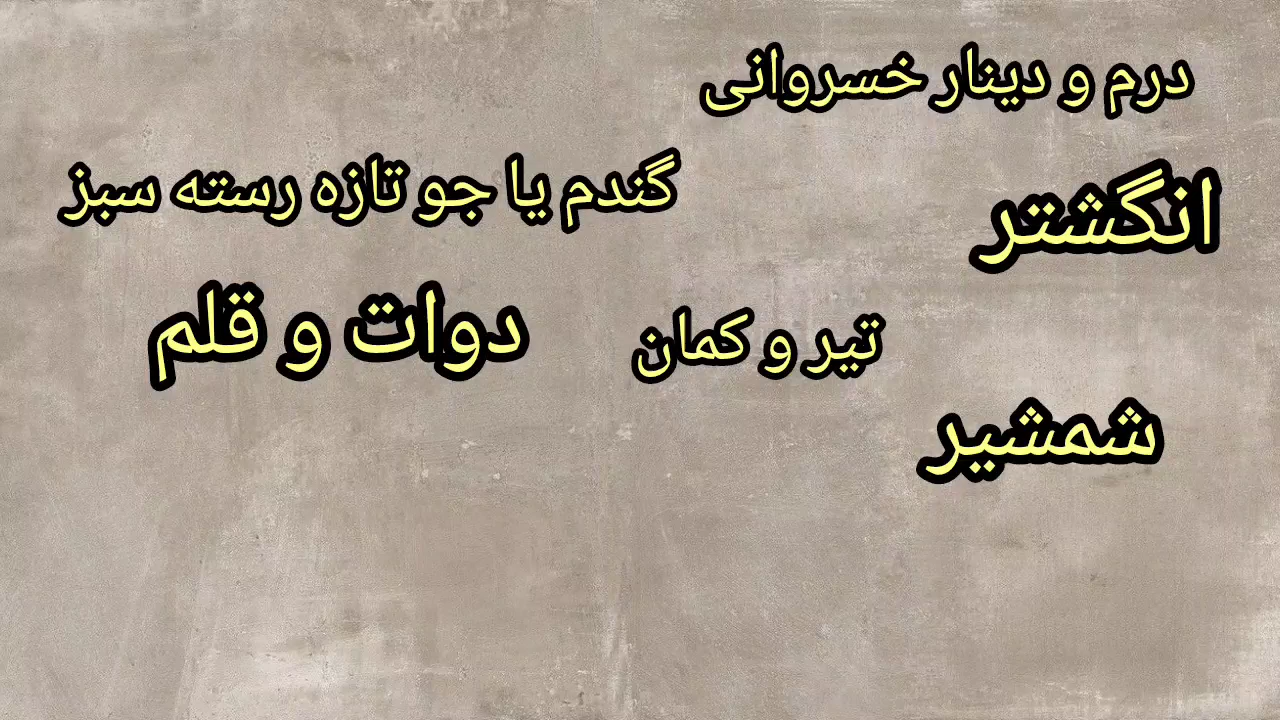 درم و دینار خسروانی
گندم یا جو تازه رسته سبز
انگشتر
دوات و قلم
تیر و کمان
شمشیر